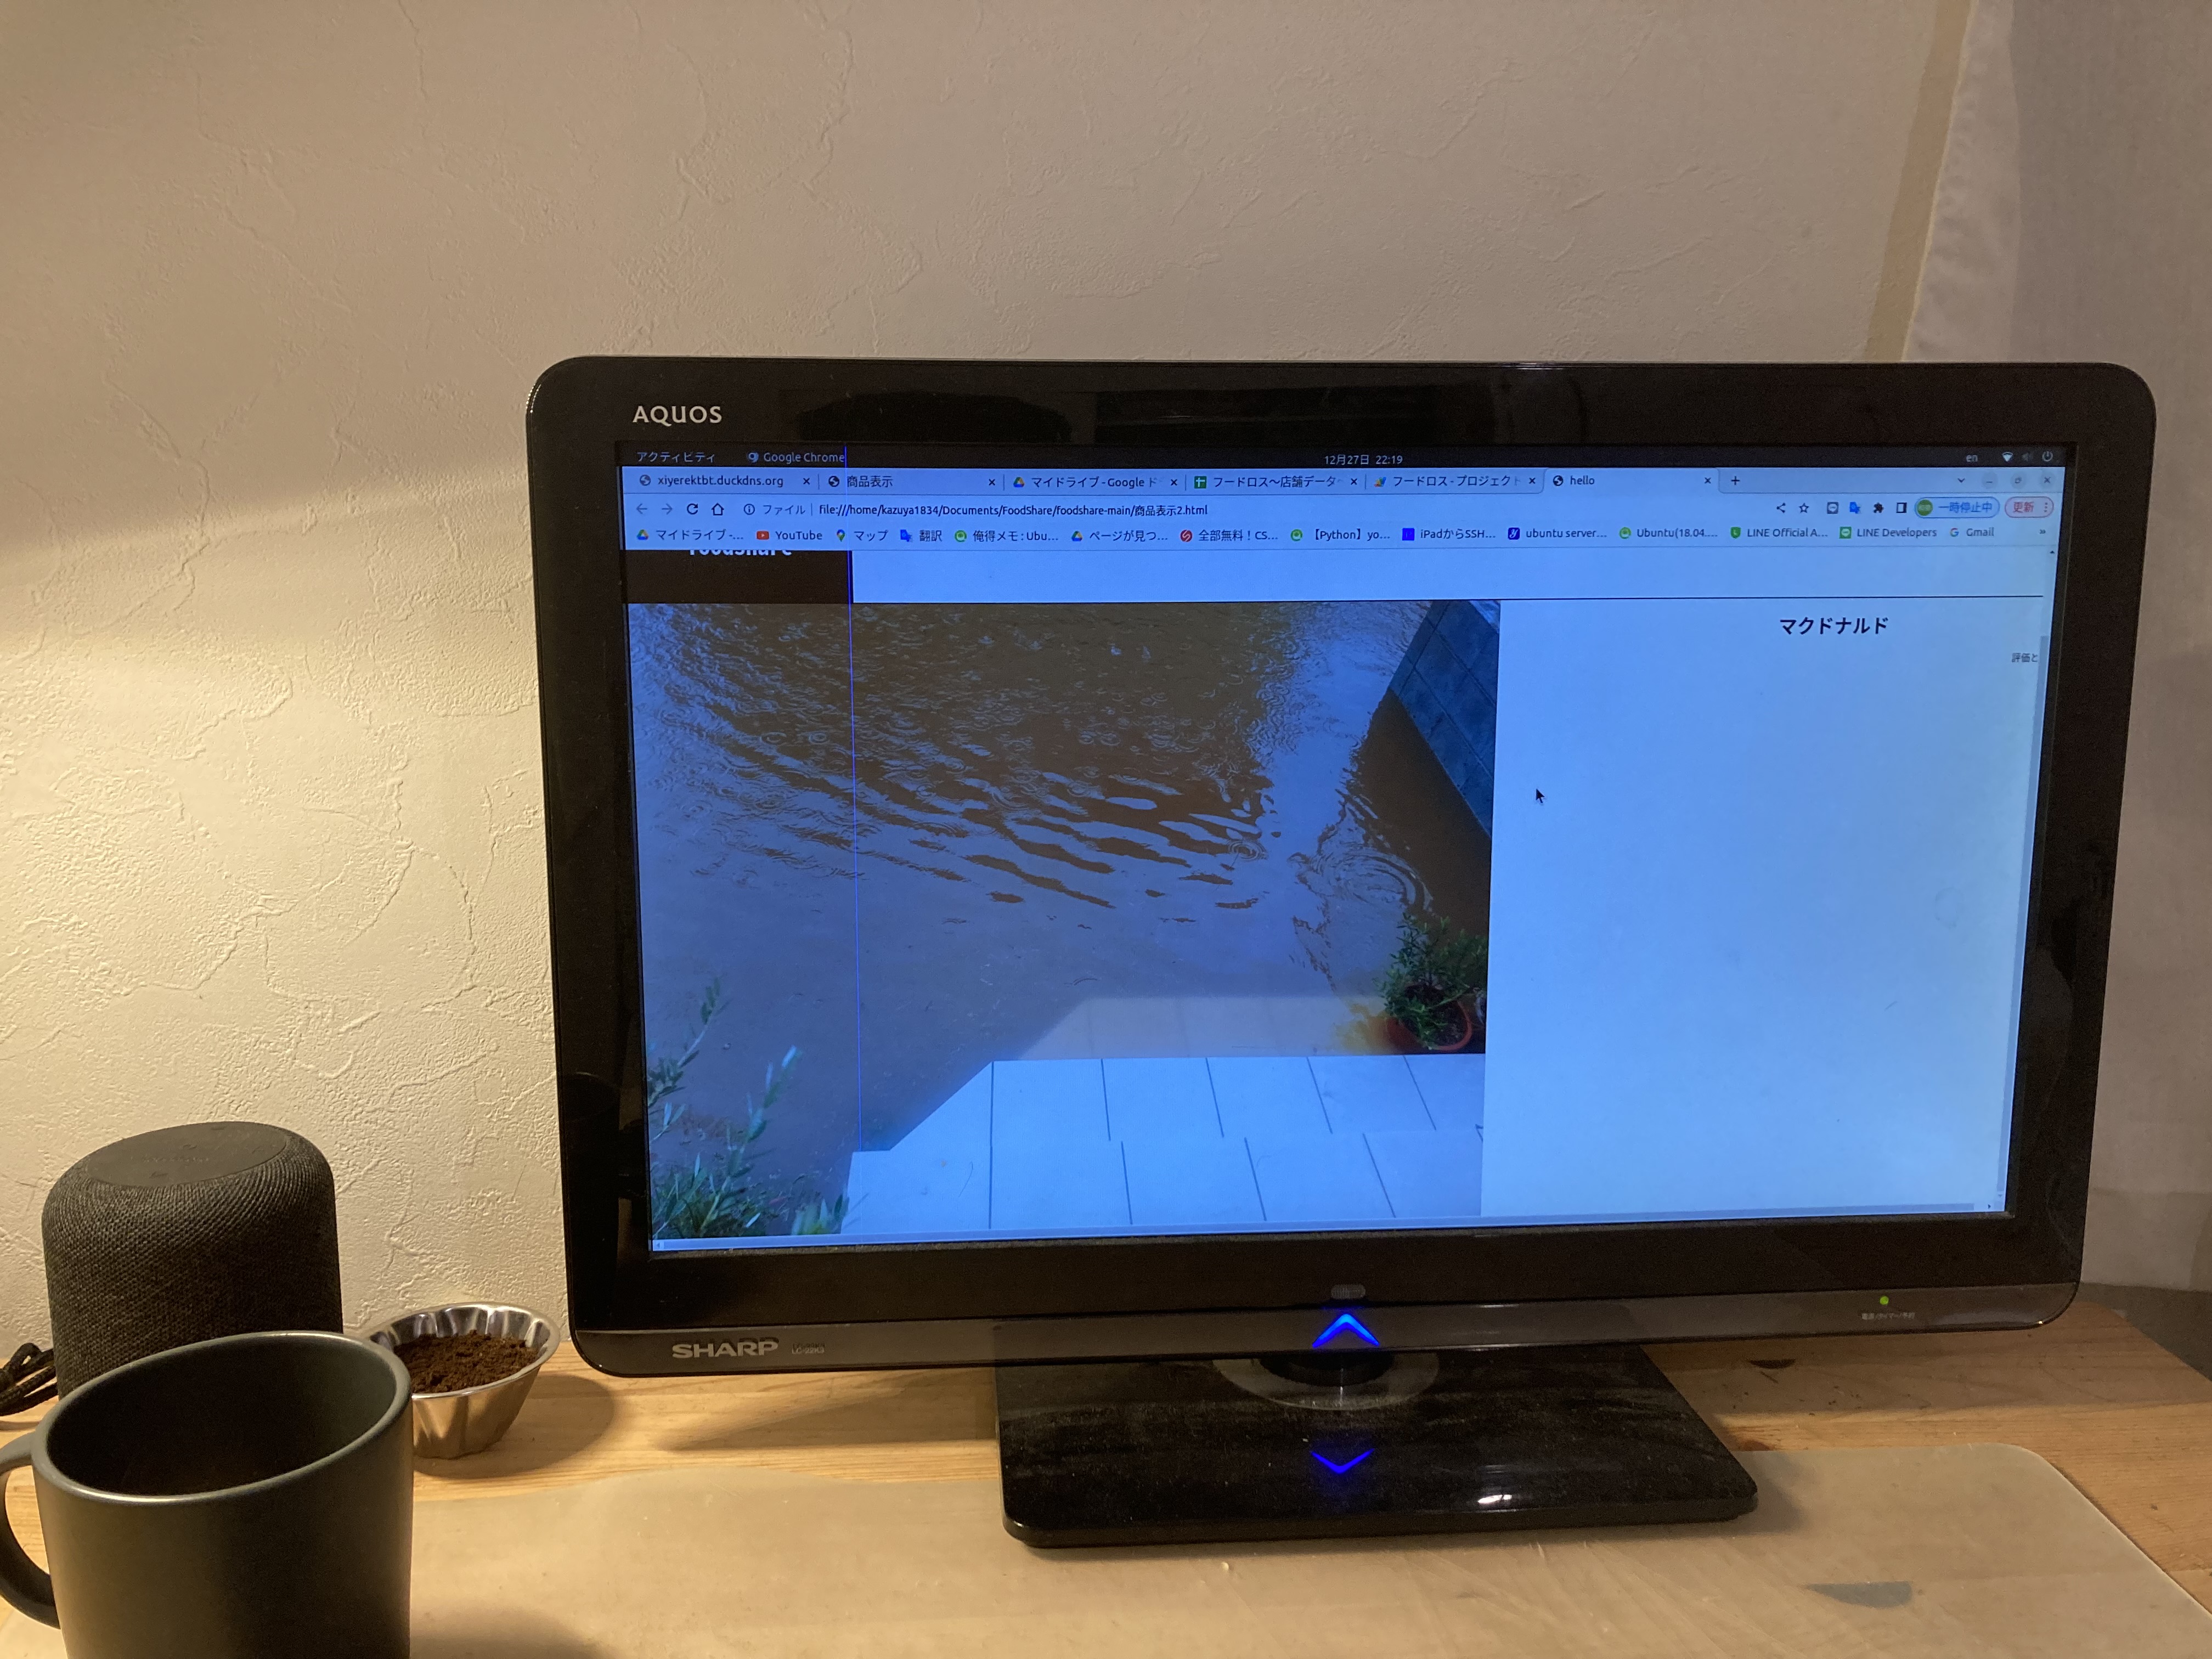 AQUOS
アクティビティ Google Chrome 12月27日 22:19 en
xiyerektbt.duckdns.org 商品表示 マイドライブ - Google ド フードロス～店舗データ フードロス - プロジェクト hello
ファイル file:///home/kazuya1834/Documents/FoodShare/foodshare-main/商品表示2.html 一時停止中 更新
マイドライブ -... YouTube マップ 翻訳 俺得メモ : Ubu... ページが見つ... 全部無料！CS... 【Python】yo... iPadからSSH... ubuntu server... Ubuntu(18.04.... LINE Official A... LINE Developers Gmail
foodshare
マクドナルド
評価と
SHARP